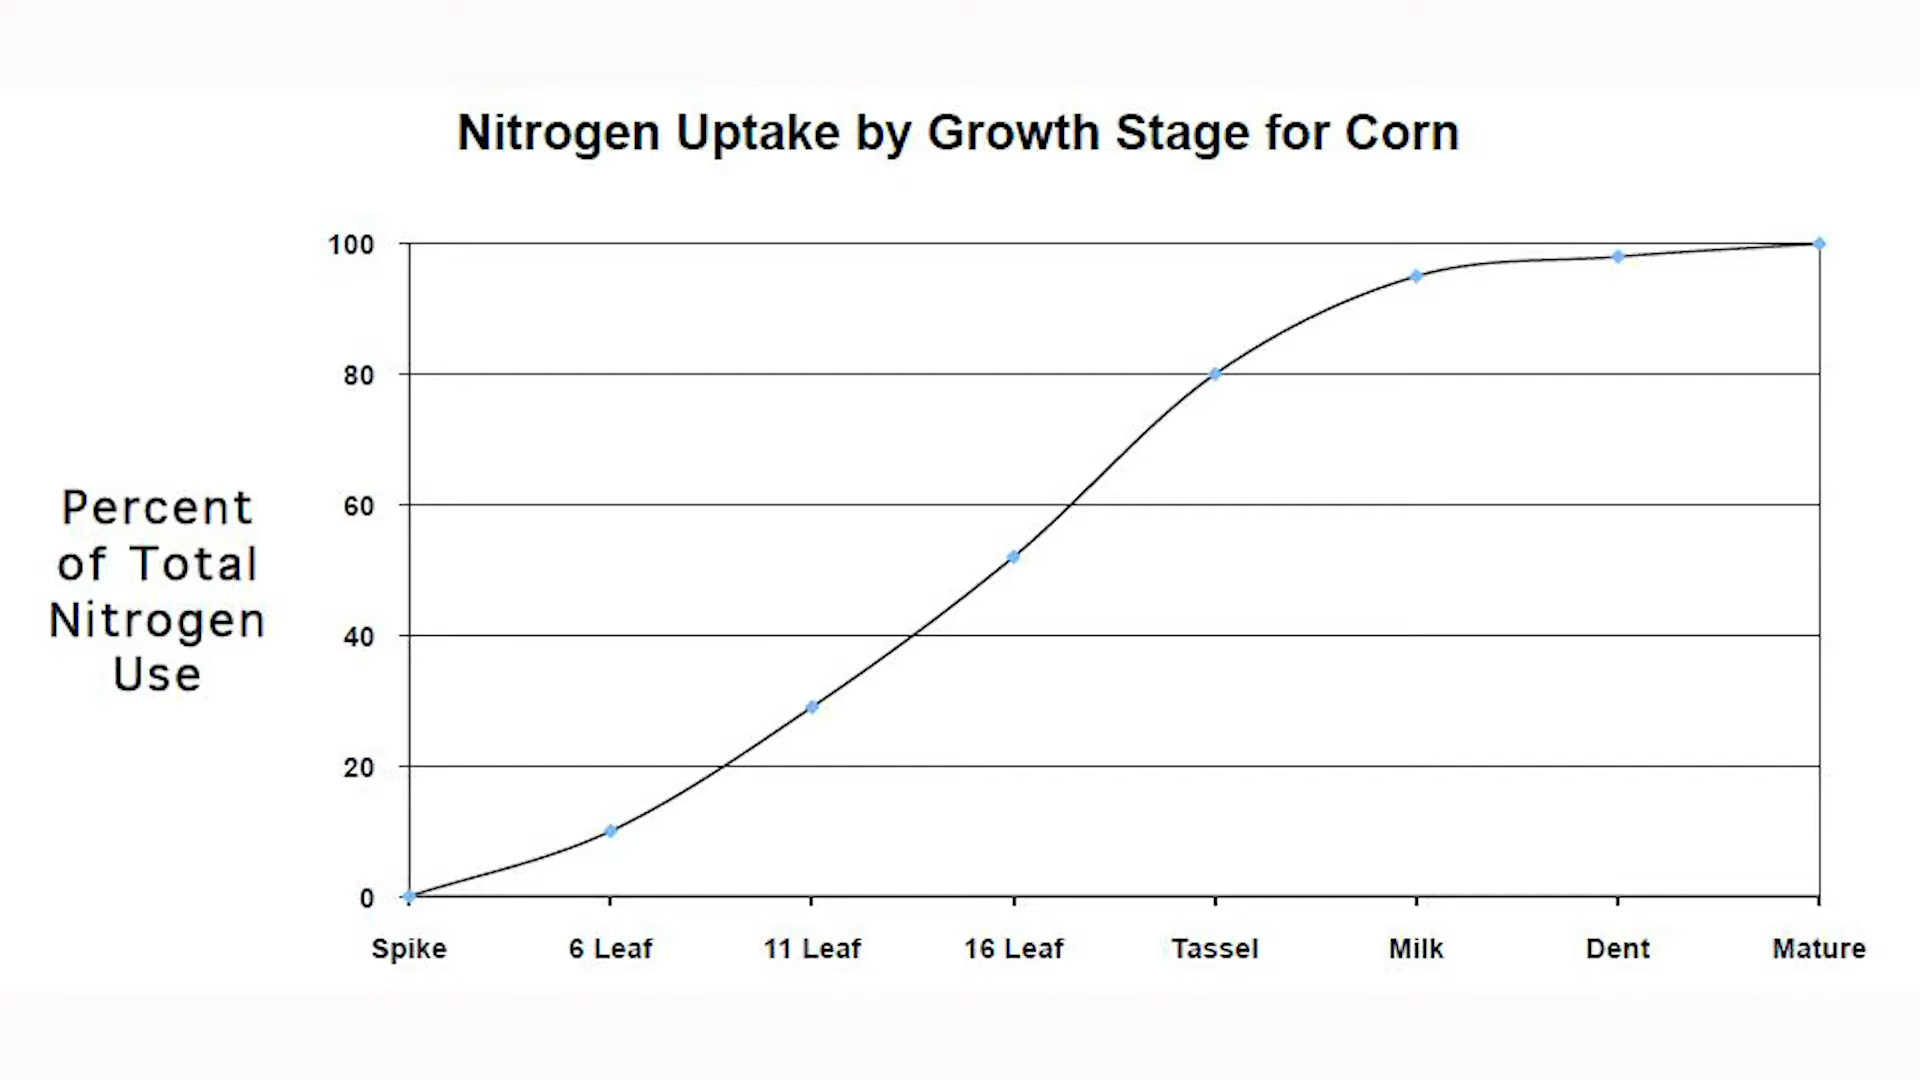 Nitrogen Uptake by Growth Stage for Corn
Percent
of Total
Nitrogen
Use
100
80
60
40
20
0
Spike 6 Leaf 11 Leaf 16 Leaf Tassel Milk Dent Mature